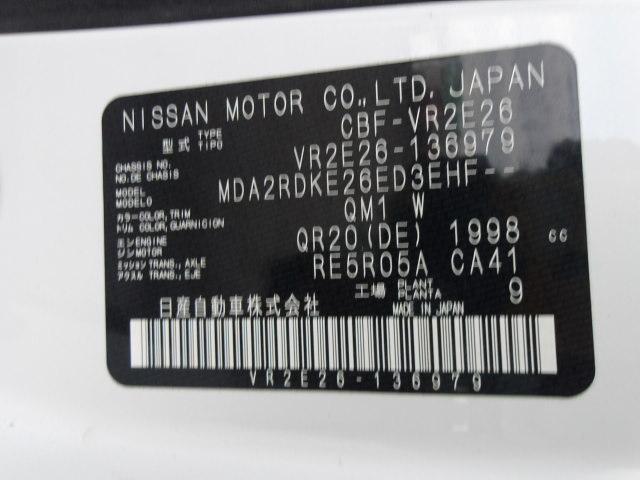 NISSAN MOTOR CO.,LTD. JAPAN
型式 TYPE TIPO CBF-VR2E26
CHASSIS NO. NO.DE CHASSIS VR2E26-136979
MODEL MODELO MDA2RDKE26ED3EHF--
カラー トリム COLOR,TRIM COLOR,GUARNICION QM1 W
エンジン ENGINE MOTOR QR20(DE) 1998 cc
ミッション アクスル TRANS.,AXLE TRANS.,EJE RE5R05A CA41
工場 PLANT PLANTA 9
日産自動車株式会社 MADE IN JAPAN
VR2E26-136979